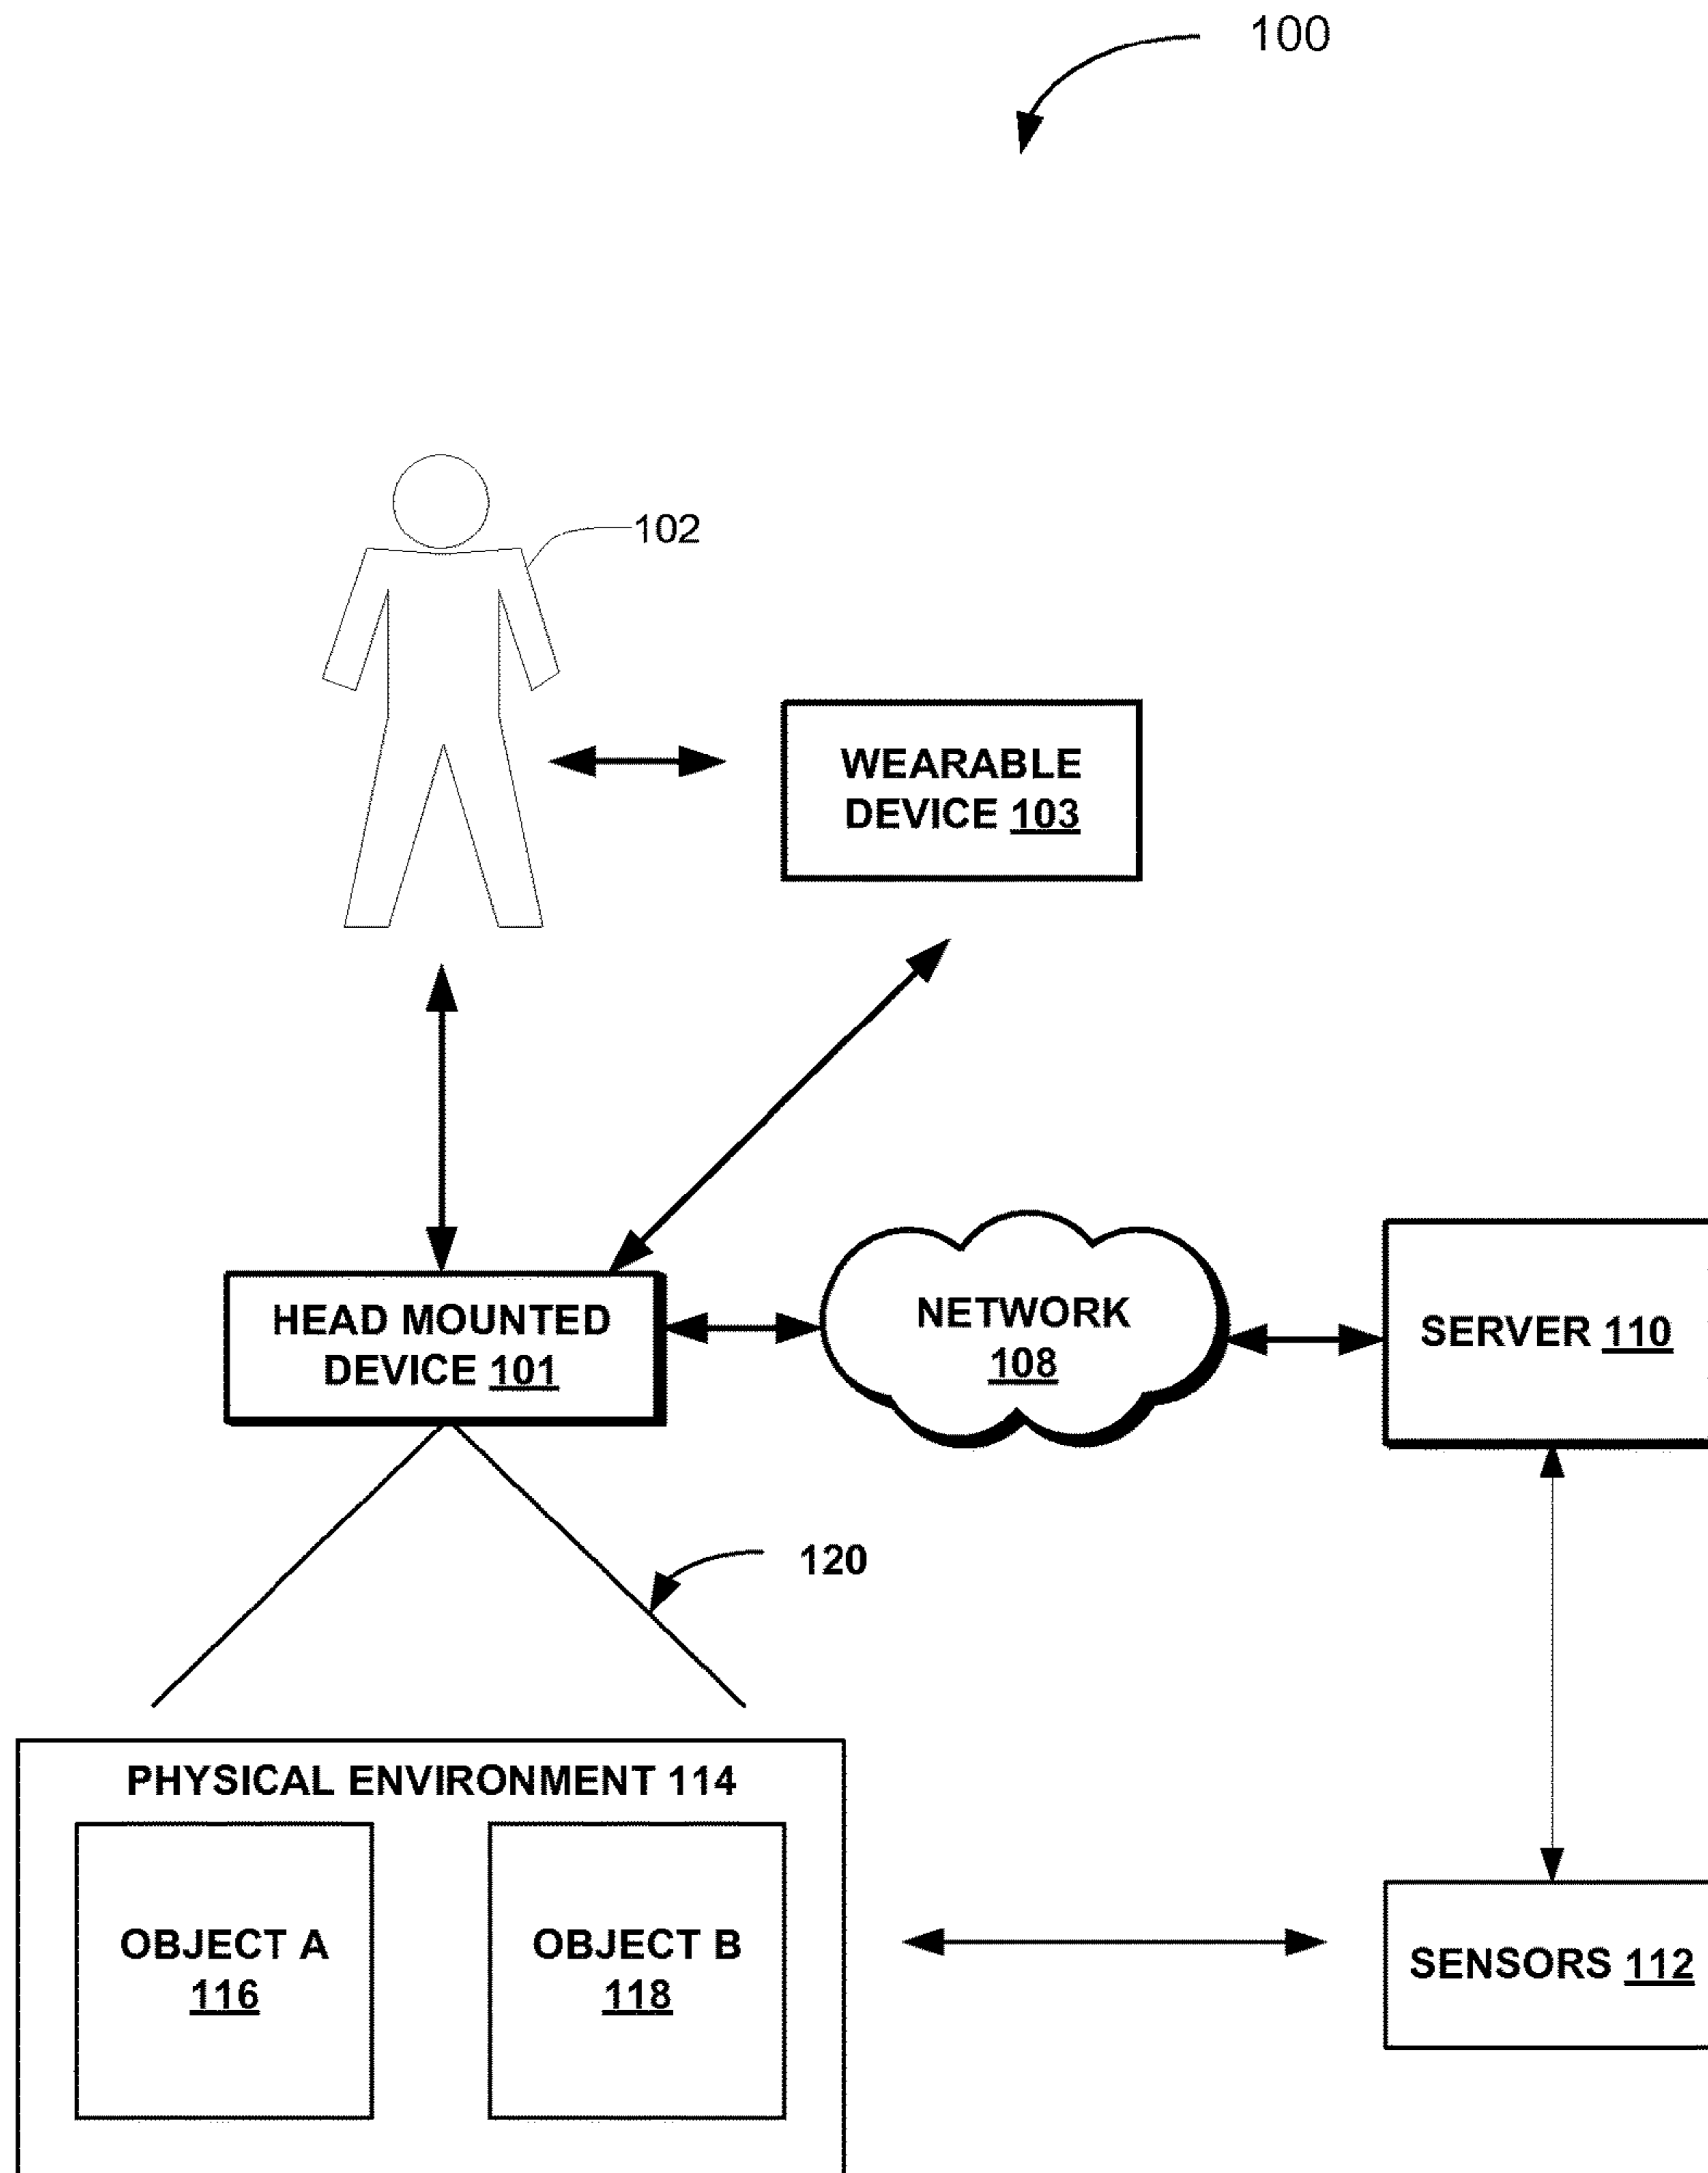 100
102
WEARABLE
DEVICE 103
HEAD MOUNTED
DEVICE 101
NETWORK
108
SERVER 110
120
PHYSICAL ENVIRONMENT 114
OBJECT A
116
OBJECT B
118
SENSORS 112